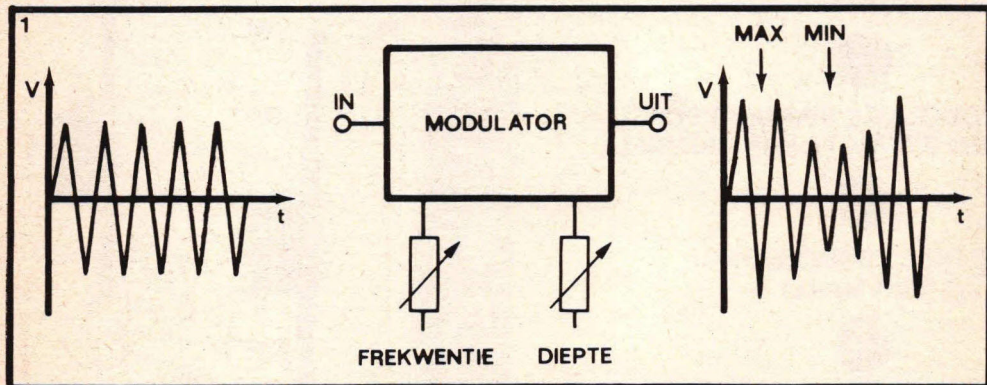 1
MAX MIN
V
IN
MODULATOR
UIT
V
t
t
FREKWENTIE DIEPTE